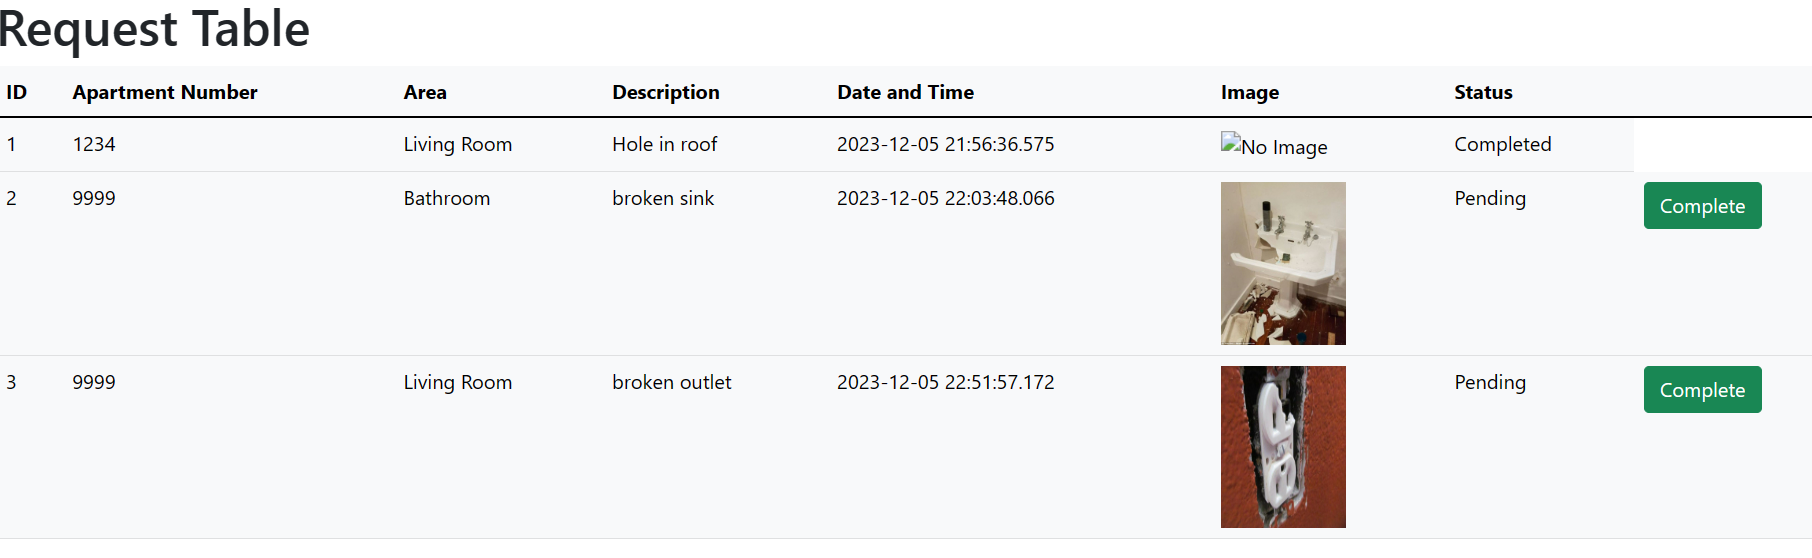 Request Table
ID Apartment Number Area Description Date and Time Image Status
1 1234 Living Room Hole in roof 2023-12-05 21:56:36.575 No Image Completed
2 9999 Bathroom broken sink 2023-12-05 22:03:48.066 Pending Complete
3 9999 Living Room broken outlet 2023-12-05 22:51:57.172 Pending Complete